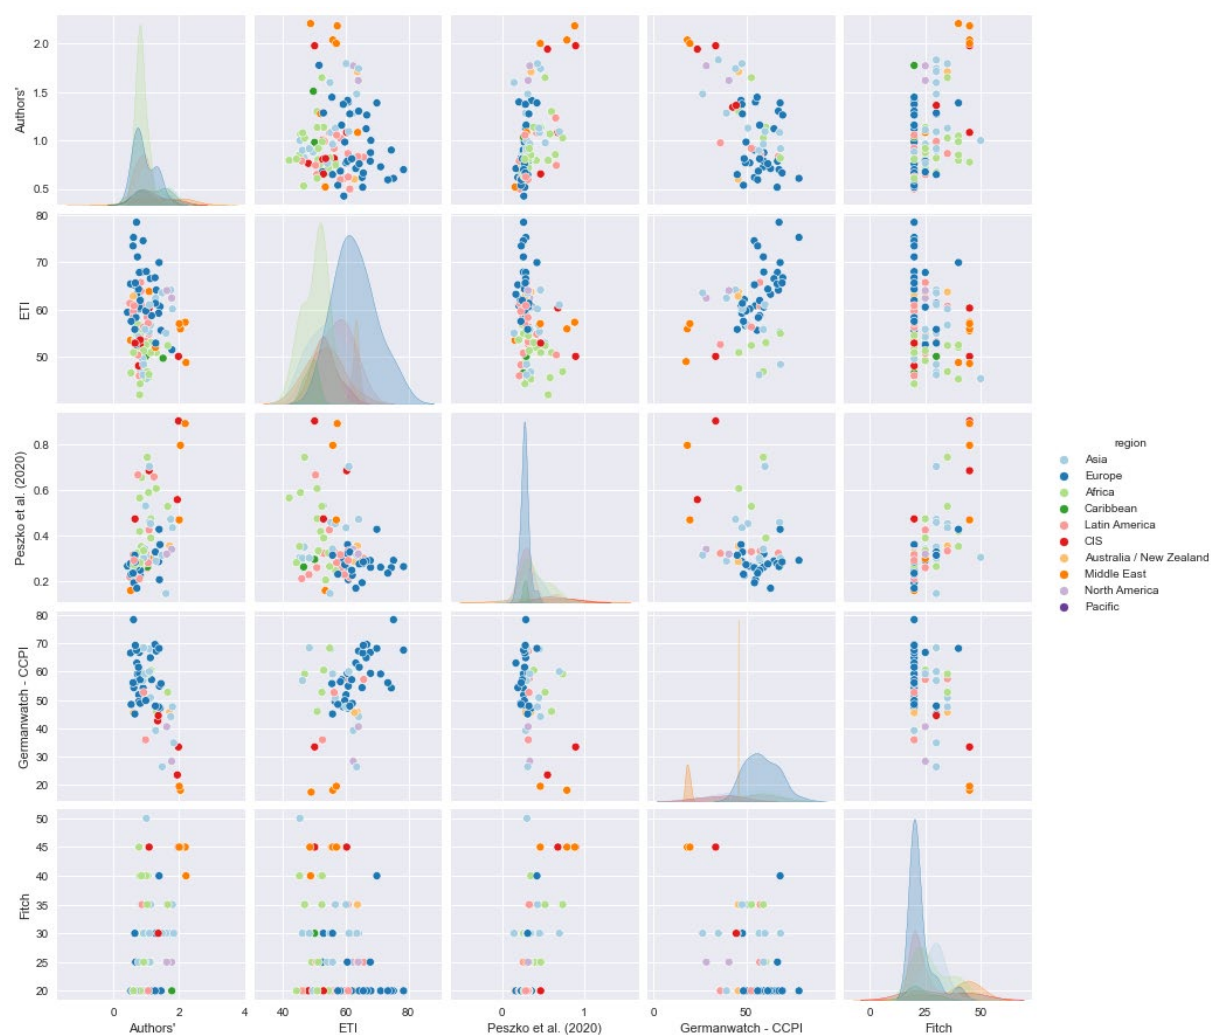 2.0
1.5
1.0
0.5
Authors'
80
70
60
50
ETI
0.8
0.6
0.4
0.2
Peszko et al. (2020)
80
70
60
50
40
30
20
Germanwatch - CCPI
50
45
40
35
30
25
20
Fitch
0 2 4
Authors'
40 60 80
ETI
0 1
Peszko et al. (2020)
0 50
Germanwatch - CCPI
0 25 50
Fitch
region
Asia
Europe
Africa
Caribbean
Latin America
CIS
Australia / New Zealand
Middle East
North America
Pacific